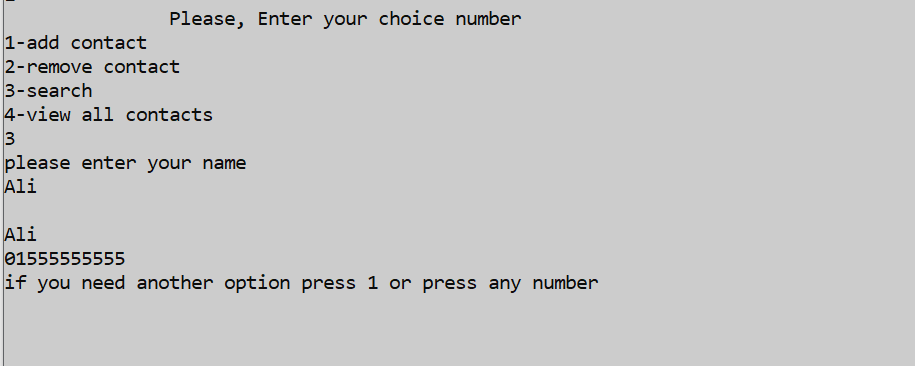 Please, Enter your choice number
1-add contact
2-remove contact
3-search
4-view all contacts
3
please enter your name
Ali
Ali
01555555555
if you need another option press 1 or press any number